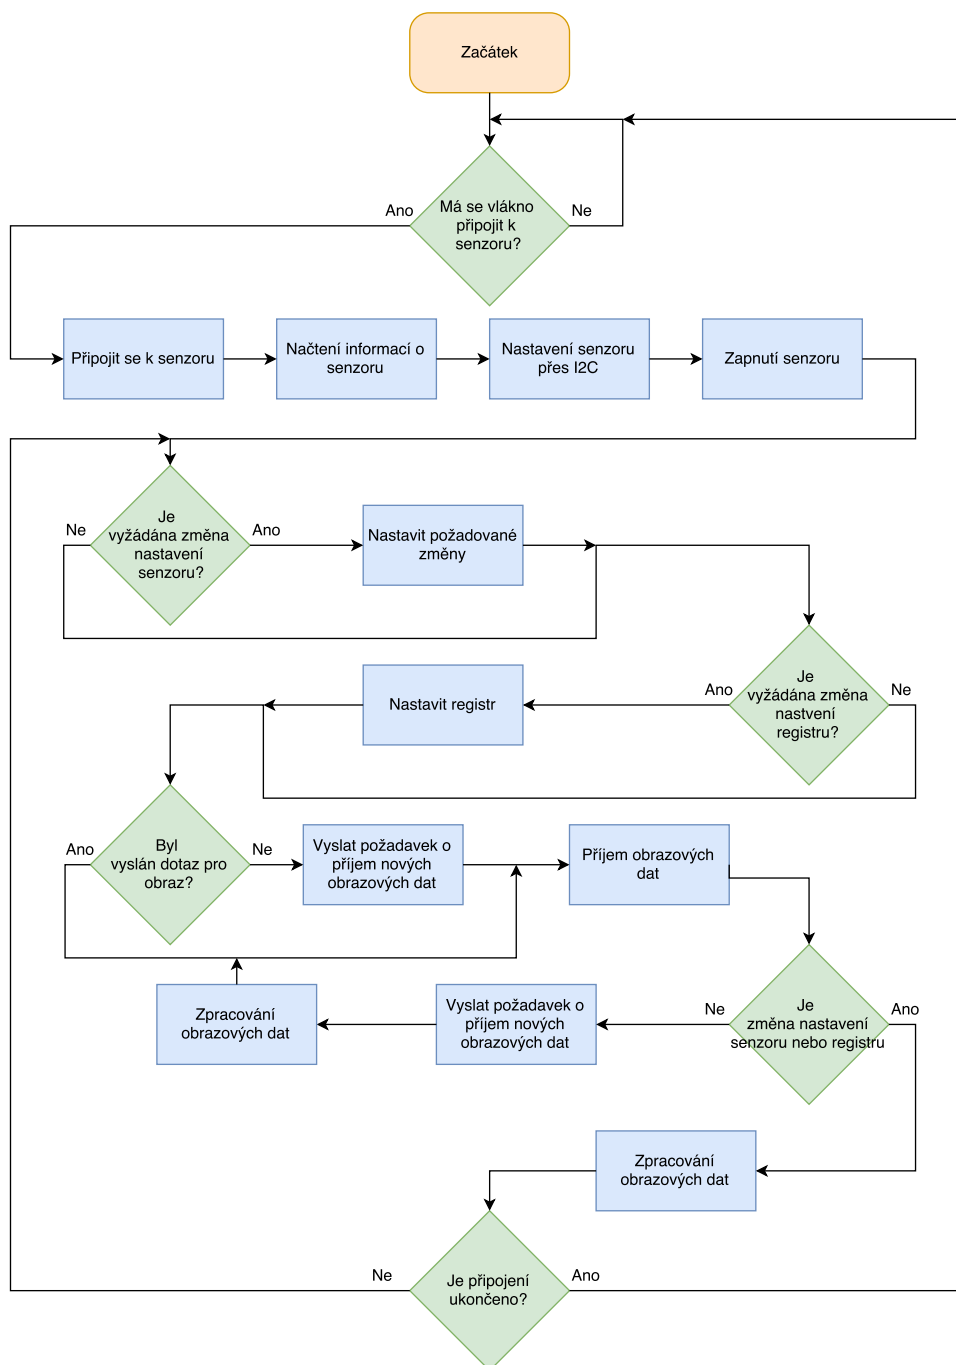 Začátek
Má se vlákno
připojit k
senzoru?
Ano
Ne
Připojit se k senzoru
Načtení informací o
senzoru
Nastavení senzoru
přes I2C
Zapnutí senzoru
Ne
Je
vyžádána změna
nastavení
senzoru?
Ano
Nastavit požadované
změny
Nastavit registr
Ano
Je
vyžádána změna
nastvení
registru?
Ne
Ano
Byl
vyslán dotaz pro
obraz?
Ne
Vyslat požadavek o
příjem nových
obrazových dat
Příjem obrazových
dat
Zpracování
obrazových dat
Vyslat požadavek o
příjem nových
obrazových dat
Ne
Je
změna nastavení
senzoru nebo registru
Ano
Zpracování
obrazových dat
Ne
Je připojení
ukončeno?
Ano